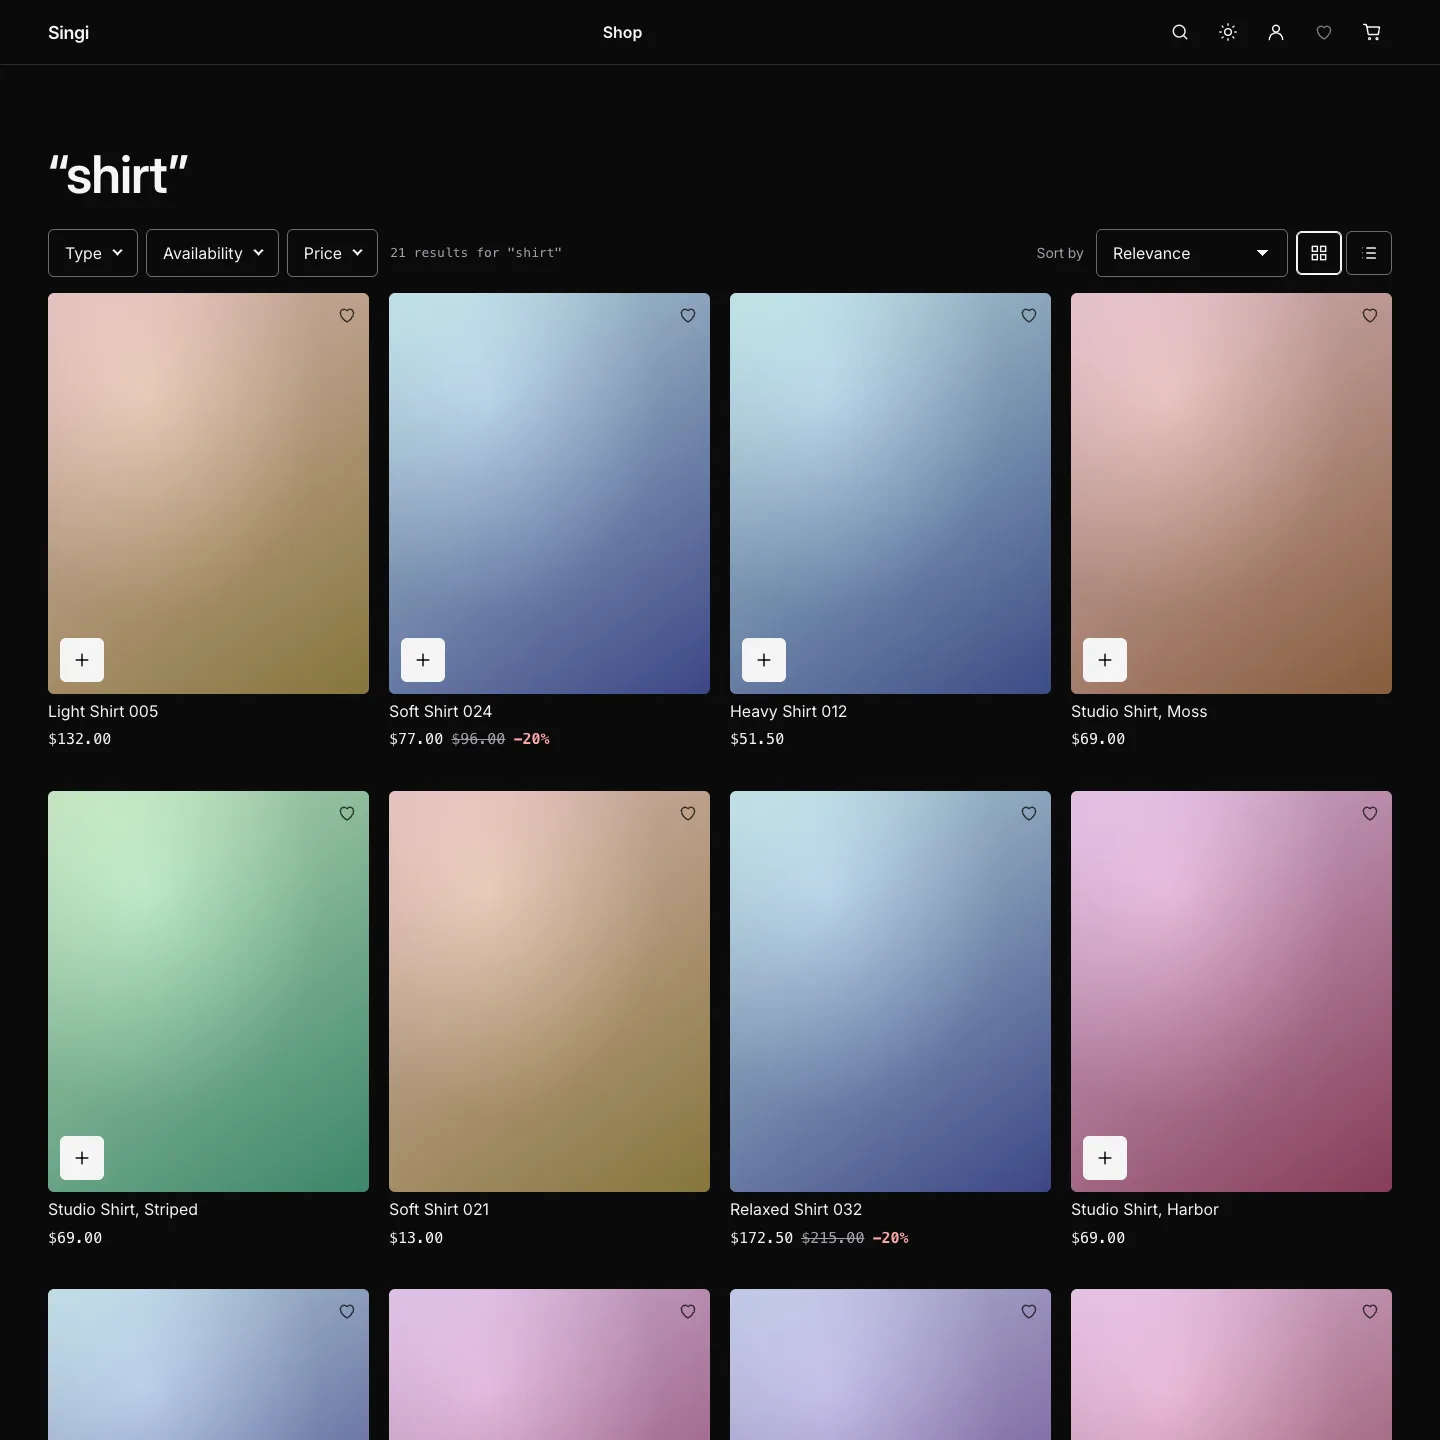 Singi
Shop
“shirt”
Type
Availability
Price
21 results for "shirt"
Sort by
Relevance
Light Shirt 005
$132.00
Soft Shirt 024
$77.00 $96.00 −20%
Heavy Shirt 012
$51.50
Studio Shirt, Moss
$69.00
Studio Shirt, Striped
$69.00
Soft Shirt 021
$13.00
Relaxed Shirt 032
$172.50 $215.00 −20%
Studio Shirt, Harbor
$69.00